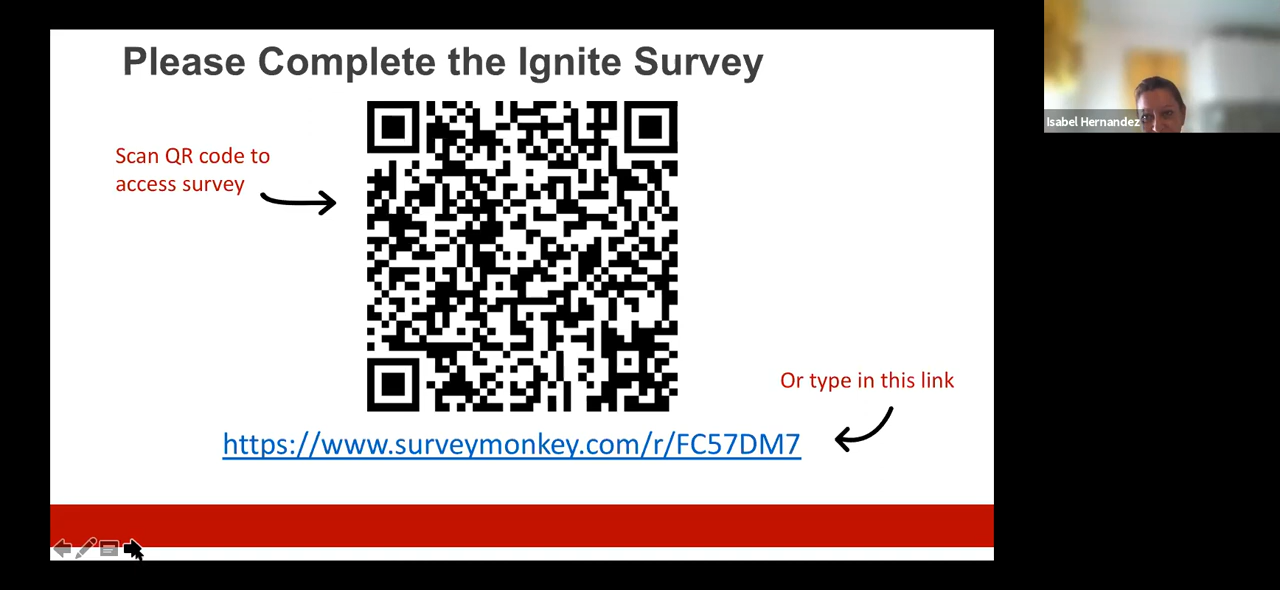 Please Complete the Ignite Survey
Isabel Hernandez
Scan QR code to
access survey
Or type in this link
https://www.surveymonkey.com/r/FC57DM7